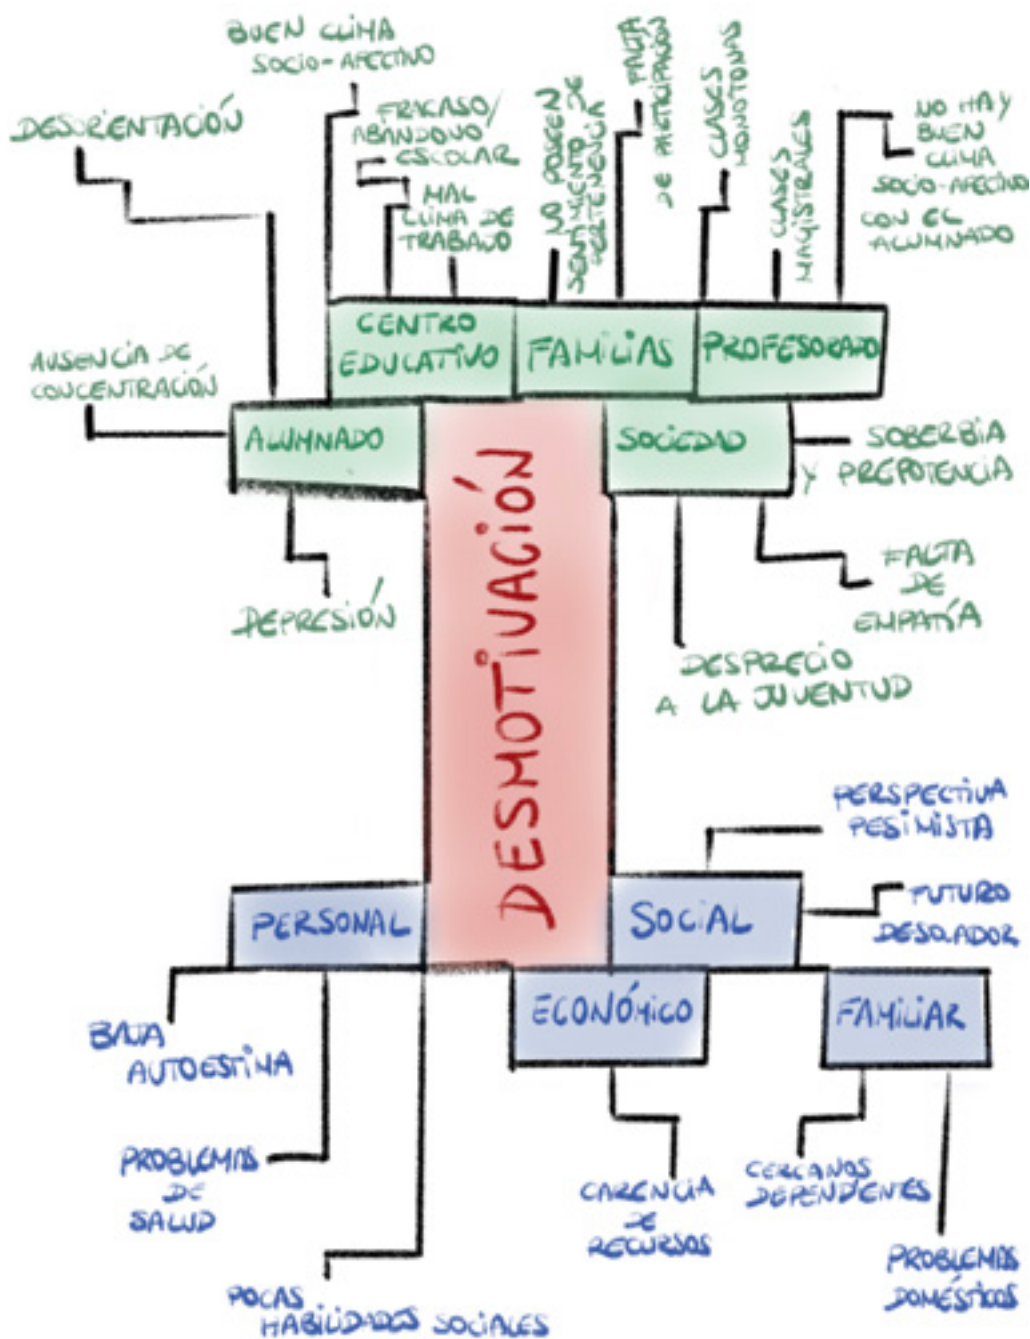 BUEN CLIMA
SOCIO-AFECTIVO
DESORIENTACIÓN
FRACASO/
ABANDONO
ESCOLAR
MAL
CLIMA DE
TRABAJO
NO POSEEN
SENTIMIENTO DE
PERTENENCIA
FALTA
DE PARTICIPACIÓN
CLASES
MONÓTONAS
CLASES
MAGISTRALES
NO HAY
BUEN
CLIMA
SOCIO-AFECTIVO
CON EL
ALUMNADO
CENTRO
EDUCATIVO
FAMILIAS
PROFESORADO
AUSENCIA DE
CONCENTRACIÓN
ALUMNADO
SOCIEDAD
SOBERBIA
Y PREPOTENCIA
DEPRESIÓN
FALTA
DE
EMPATÍA
DESPRECIO
A LA JUVENTUD
DESMOTIVACIÓN
PERSPECTIVA
PESIMISTA
PERSONAL
SOCIAL
FUTURO
DESOLADOR
ECONÓMICO
FAMILIAR
BAJA
AUTOESTIMA
PROBLEMAS
DE
SALUD
CARENCIA
DE
RECURSOS
CERCANOS
DEPENDIENTES
PROBLEMAS
DOMÉSTICOS
POCAS
HABILIDADES SOCIALES